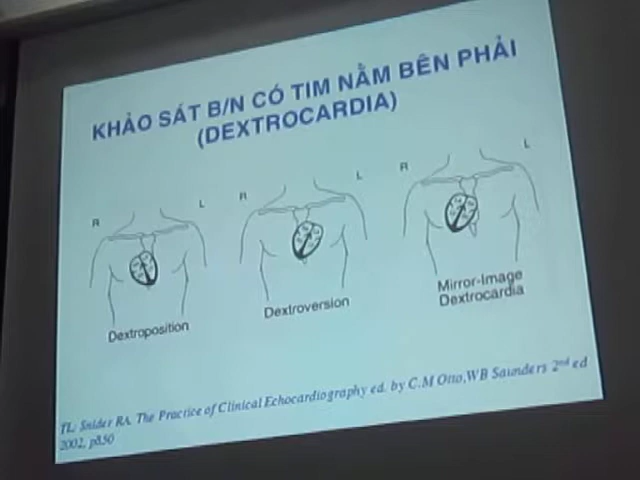 KHẢO SÁT B/N CÓ TIM NẰM BÊN PHẢI
(DEXTROCARDIA)
R L
R L
R L
Dextroposition
Dextroversion
Mirror-Image
Dextrocardia
TL: Snider RA. The Practice of Clinical Echocardiography ed. by C.M Otto,WB Saunders 2nd ed
2002, p850